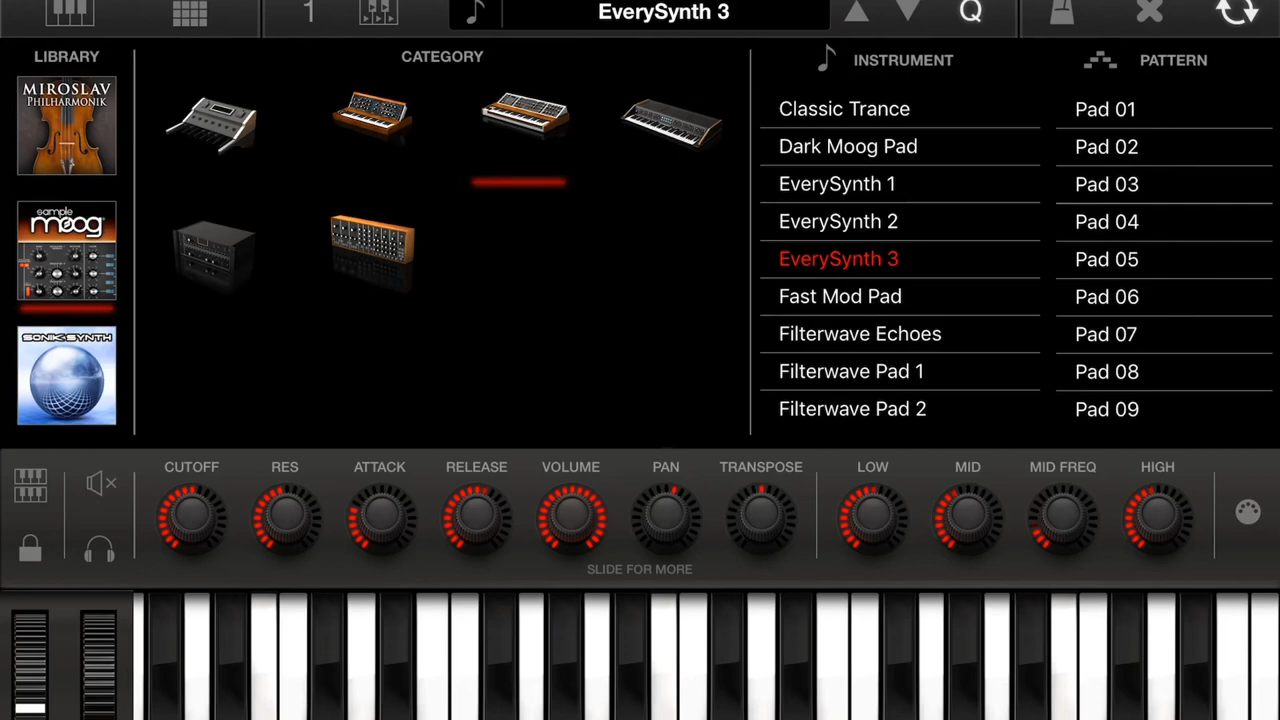 1
EverySynth 3
Q
LIBRARY
CATEGORY
INSTRUMENT
PATTERN
MIROSLAV
PHILHARMONIK
sample
moog
SONIK SYNTH
Classic Trance
Pad 01
Dark Moog Pad
Pad 02
EverySynth 1
Pad 03
EverySynth 2
Pad 04
EverySynth 3
Pad 05
Fast Mod Pad
Pad 06
Filterwave Echoes
Pad 07
Filterwave Pad 1
Pad 08
Filterwave Pad 2
Pad 09
CUTOFF RES ATTACK RELEASE VOLUME PAN TRANSPOSE LOW MID MID FREQ HIGH
SLIDE FOR MORE